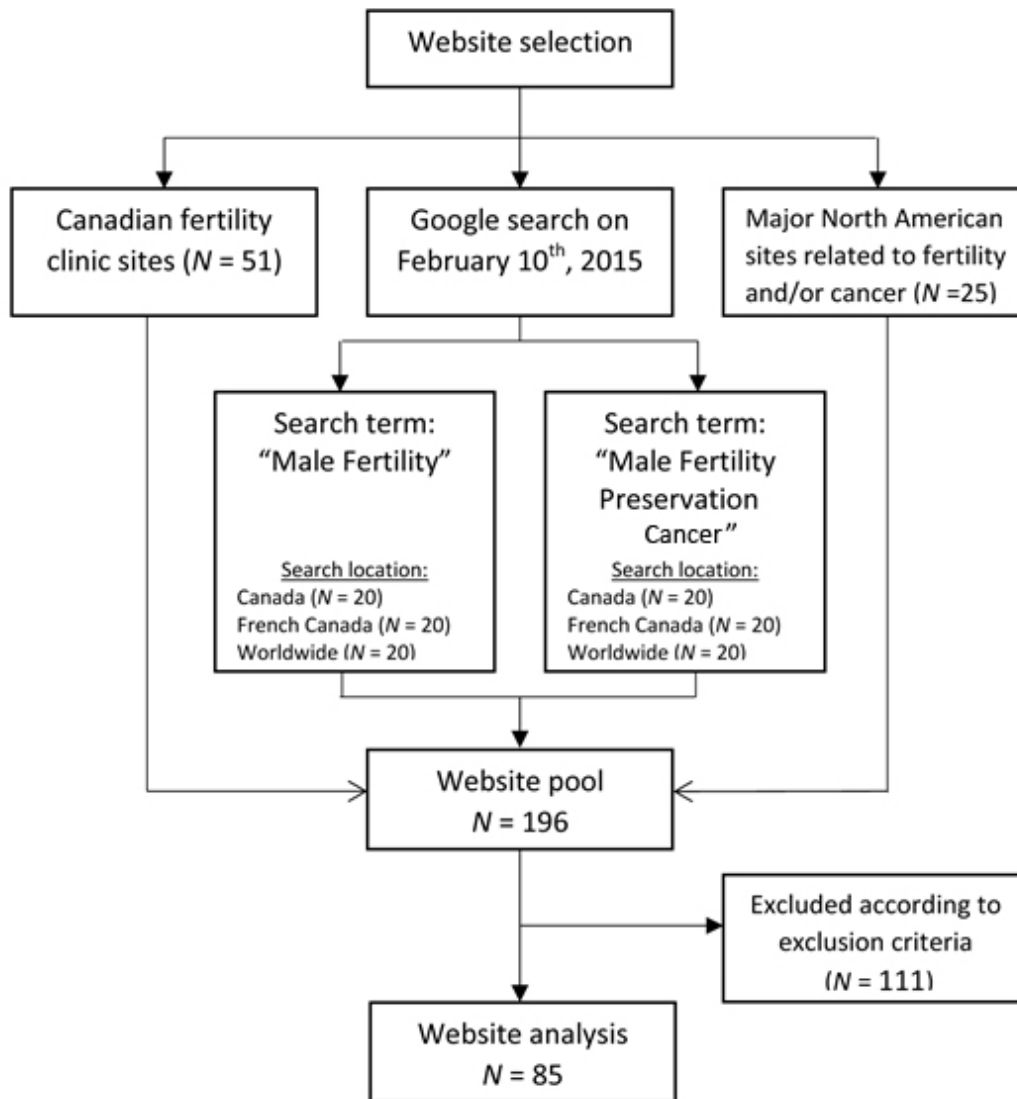 Website selection
Canadian fertility
clinic sites (N = 51)
Google search on
February 10th, 2015
Major North American
sites related to fertility
and/or cancer (N =25)
Search term:
“Male Fertility”
Search location:
Canada (N = 20)
French Canada (N = 20)
Worldwide (N = 20)
Search term:
“Male Fertility
Preservation
Cancer”
Search location:
Canada (N = 20)
French Canada (N = 20)
Worldwide (N = 20)
Website pool
N = 196
Excluded according to
exclusion criteria
(N = 111)
Website analysis
N = 85